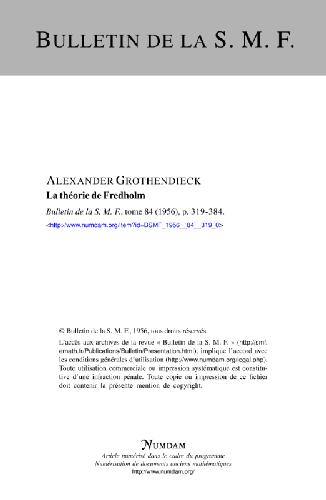 BULLETIN DE LA S. M. F.
ALEXANDER GROTHENDIECK
La théorie de Fredholm
Bulletin de la S. M. F., tome 84 (1956), p. 319-384.
<http://www.numdam.org/item?id=BSMF_1956__84__319_0>
© Bulletin de la S. M. F., 1956, tous droits réservés.
L'accès aux archives de la revue « Bulletin de la S. M. F. » (http://smf.
emath.fr/Publications/Bulletin/Presentation.html), implique l'accord avec
les conditions générales d'utilisation (http://www.numdam.org/legal.php).
Toute utilisation commerciale ou impression systématique est constitu-
tive d'une infraction pénale. Toute copie ou impression de ce fichier
doit contenir la présente mention de copyright.
NUMDAM
Article numérisé dans le cadre du programme
Numérisation de documents anciens mathématiques
http://www.numdam.org/